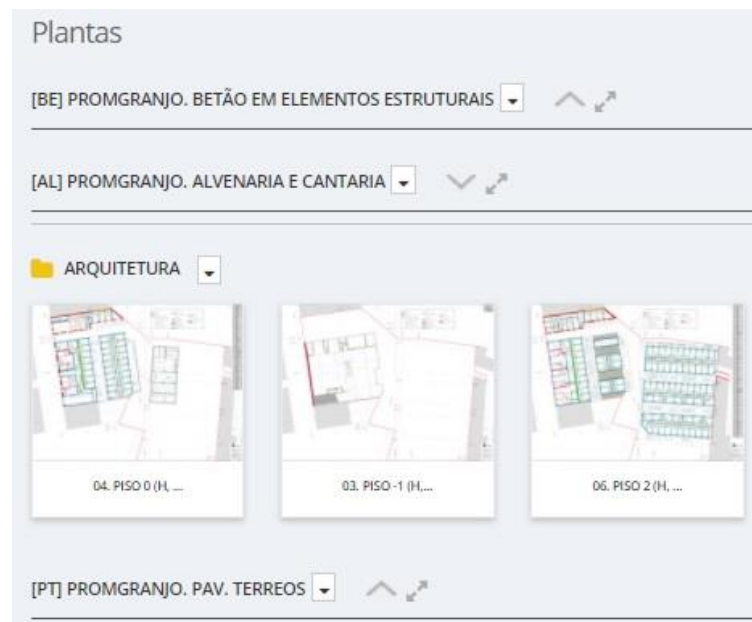 Plantas
[BE] PROMGRANJO. BETÃO EM ELEMENTOS ESTRUTURAIS
[AL] PROMGRANJO. ALVENARIA E CANTARIA
ARQUITETURA
04. PISO 0 (H, ...
03. PISO -1 (H,...
06. PISO 2 (H, ...
[PT] PROMGRANJO. PAV. TERREOS